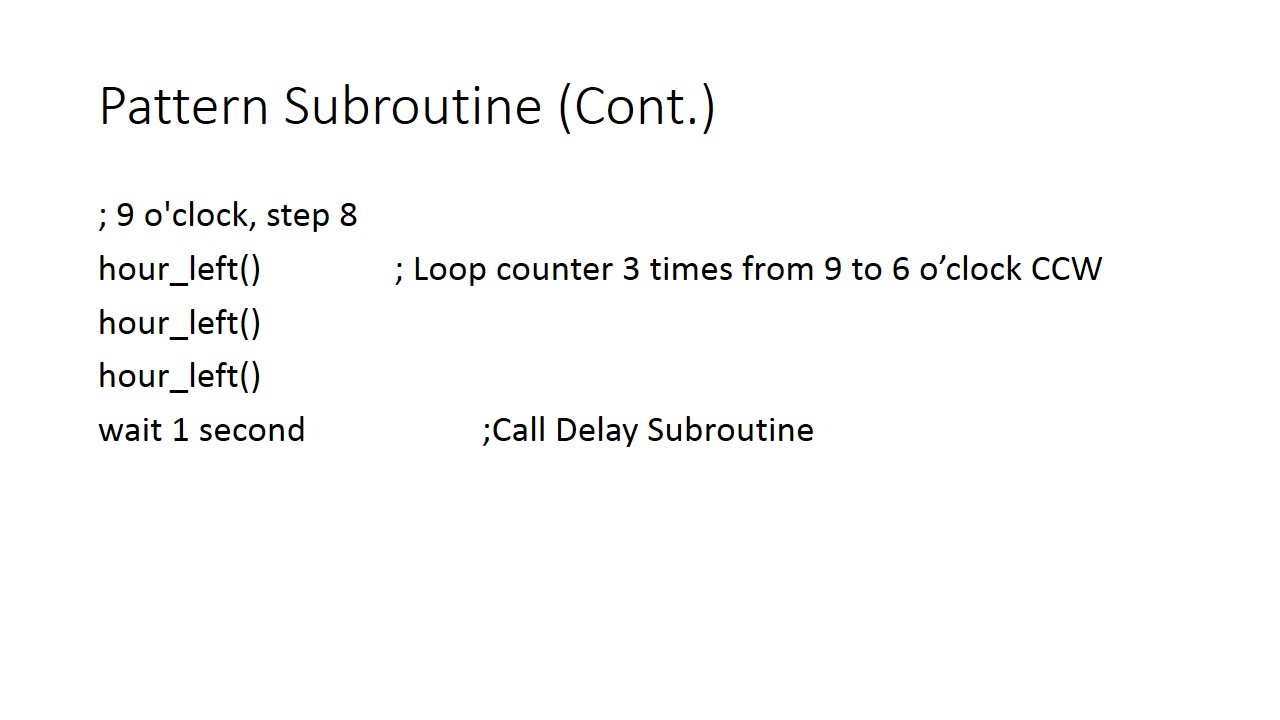 Pattern Subroutine (Cont.)
; 9 o'clock, step 8
hour_left() ; Loop counter 3 times from 9 to 6 o’clock CCW
hour_left()
hour_left()
wait 1 second ;Call Delay Subroutine